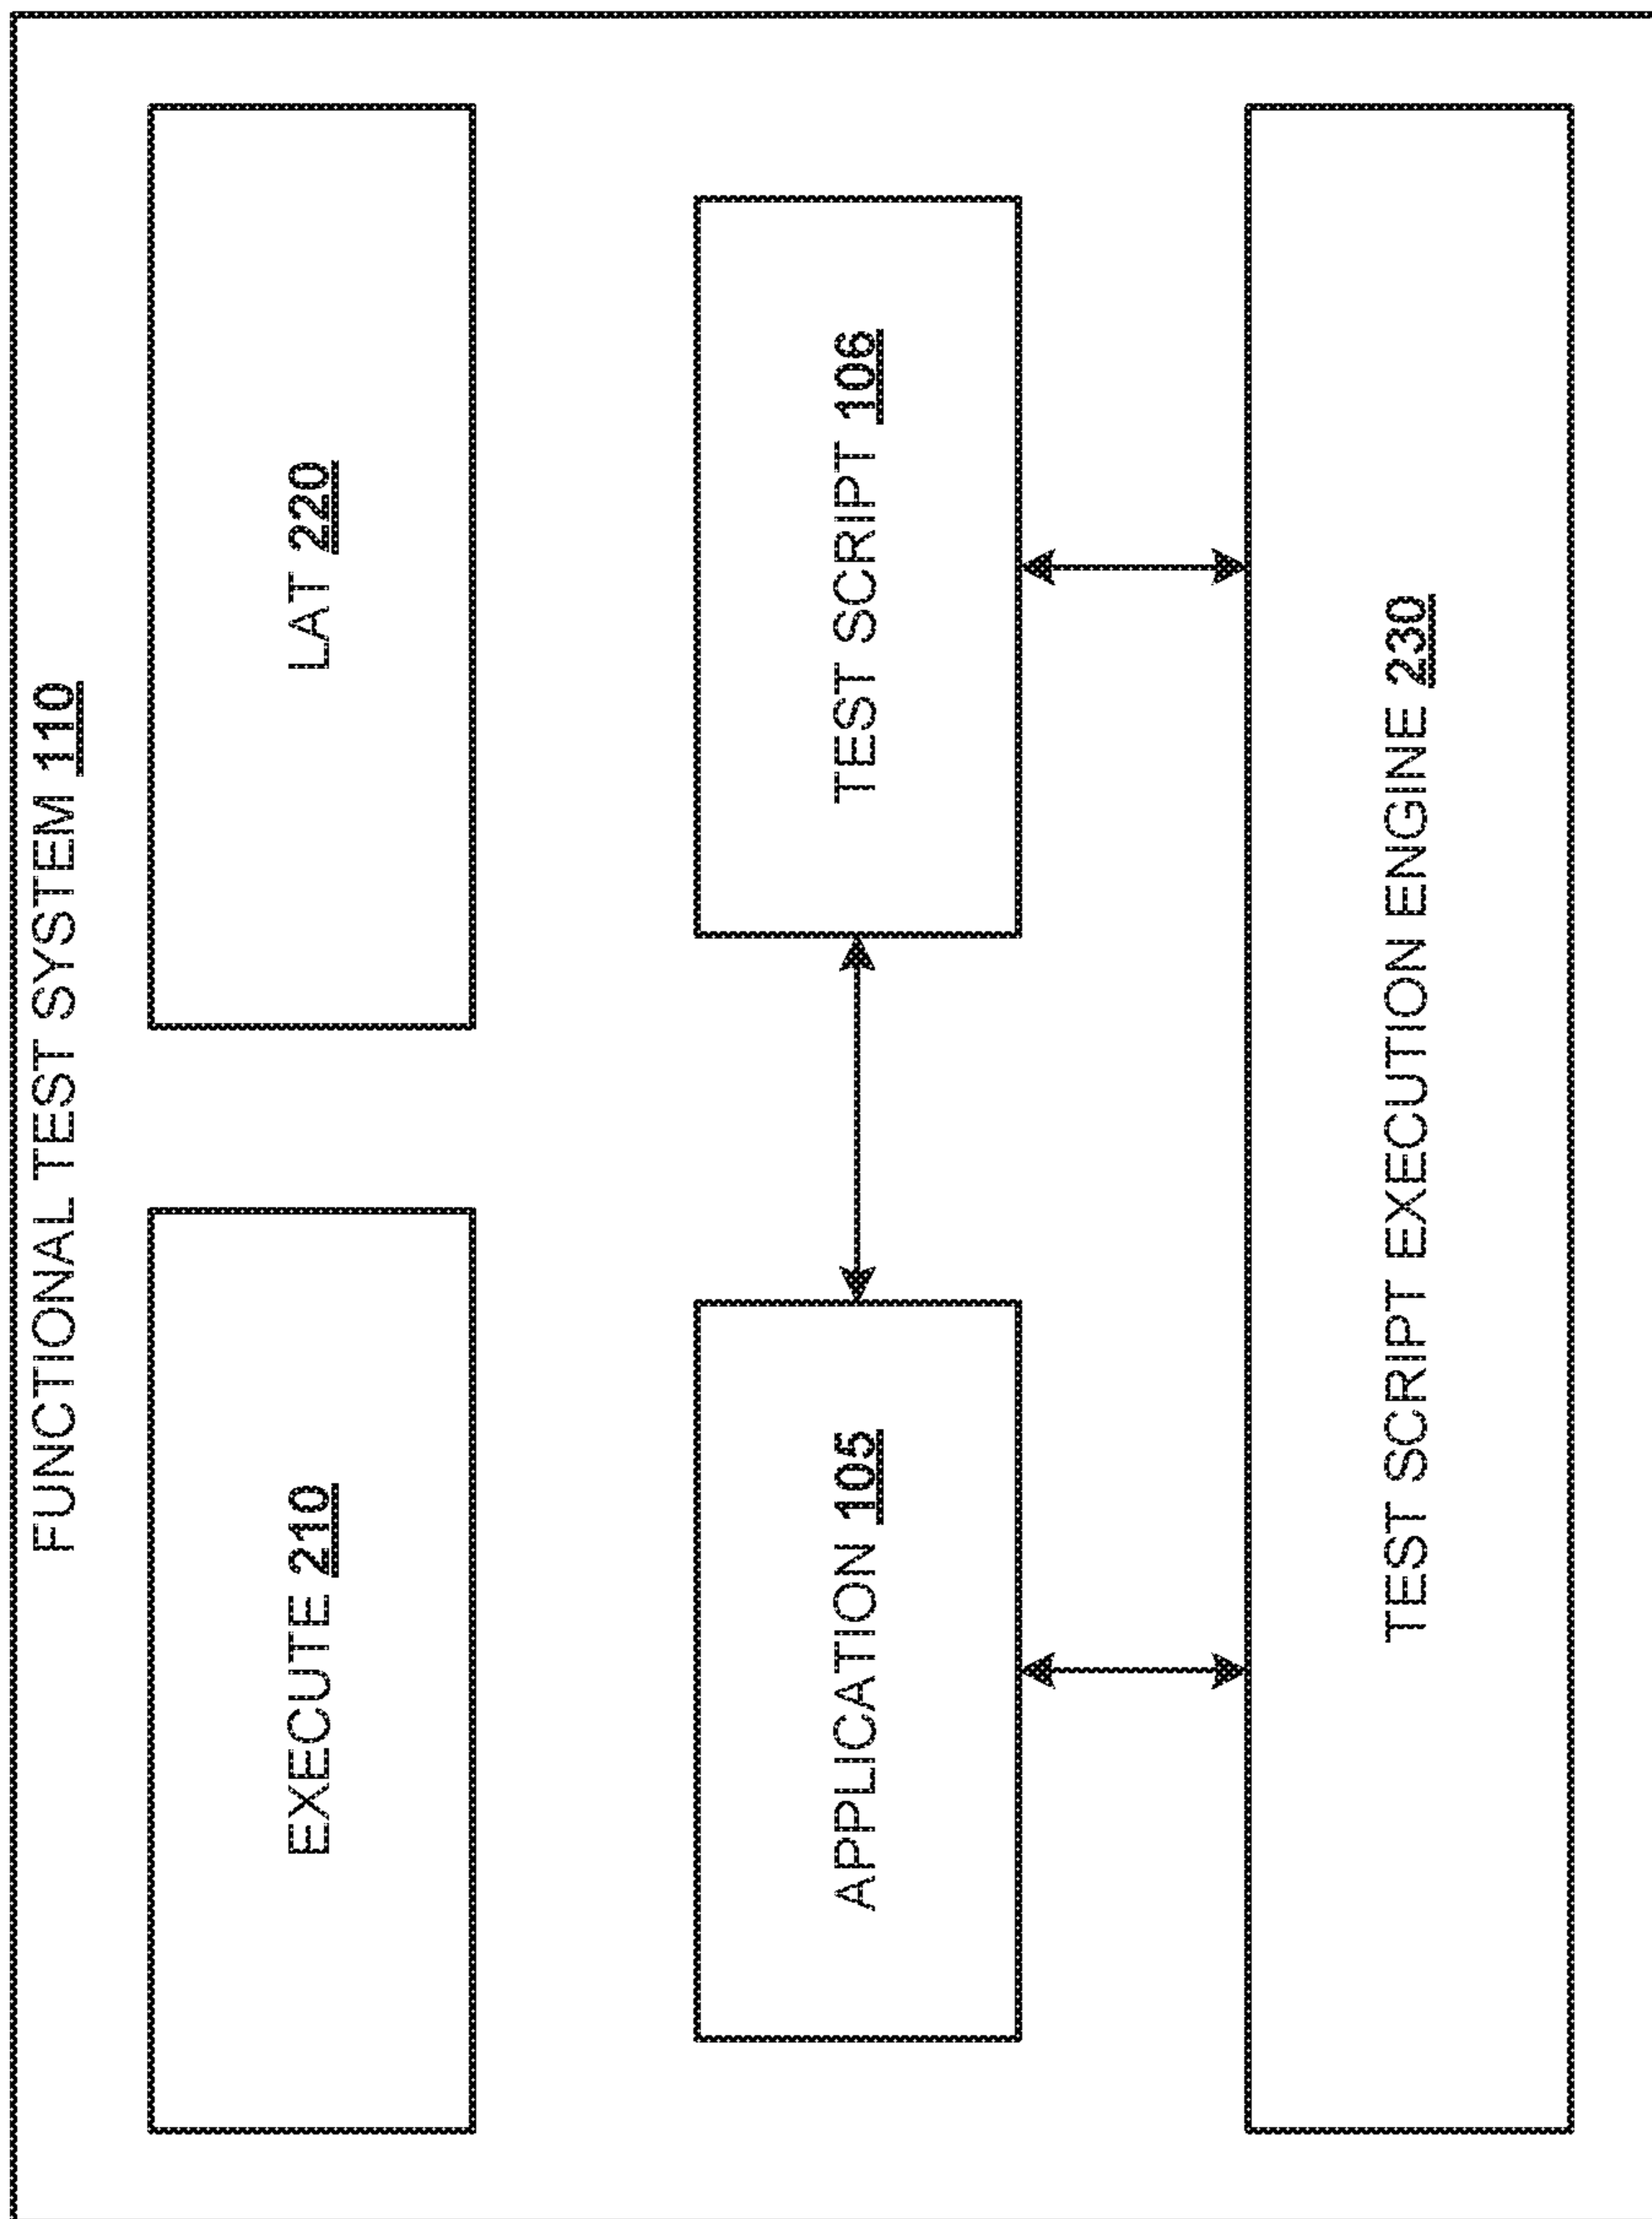 FUNCTIONAL TEST SYSTEM 110
EXECUTE 210
LAT 220
APPLICATION 105
TEST SCRIPT 106
TEST SCRIPT EXECUTION ENGINE 230